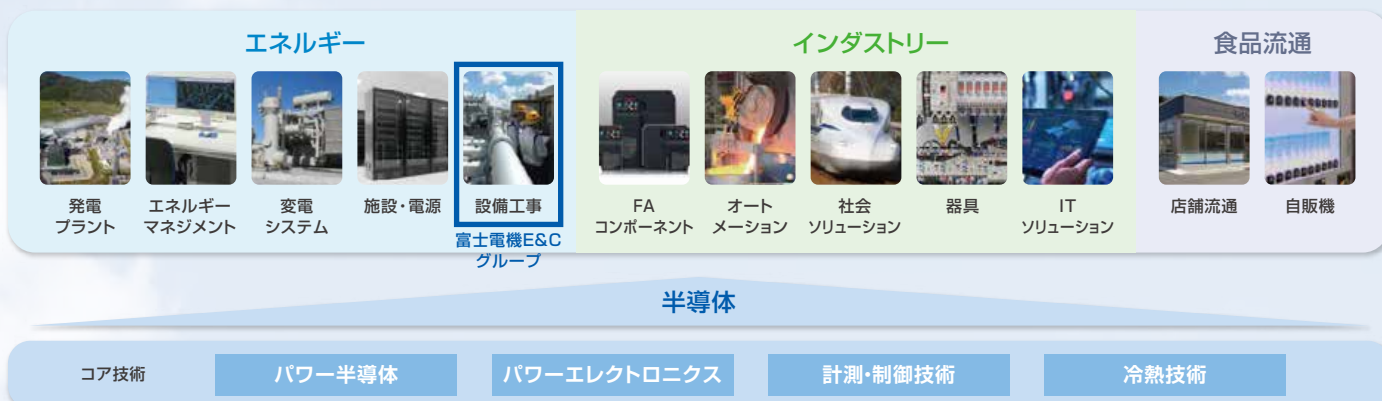 エネルギー
インダストリー
食品流通
発電
プラント
エネルギー
マネジメント
変電
システム
施設・電源
設備工事
富士電機E&C
グループ
FA
コンポーネント
オート
メーション
社会
ソリューション
器具
IT
ソリューション
店舗流通
自販機
半導体
コア技術
パワー半導体
パワーエレクトロニクス
計測・制御技術
冷熱技術